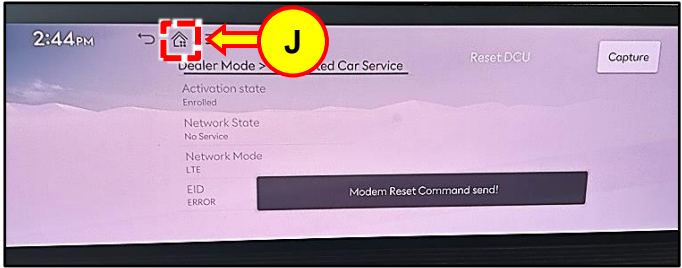 2:44PM
J
Reset DCU
Capture
Dealer Mode > ed Car Service
Activation state
Enrolled
Network State
No Service
Network Mode
LTE
EID
ERROR
Modem Reset Command send!